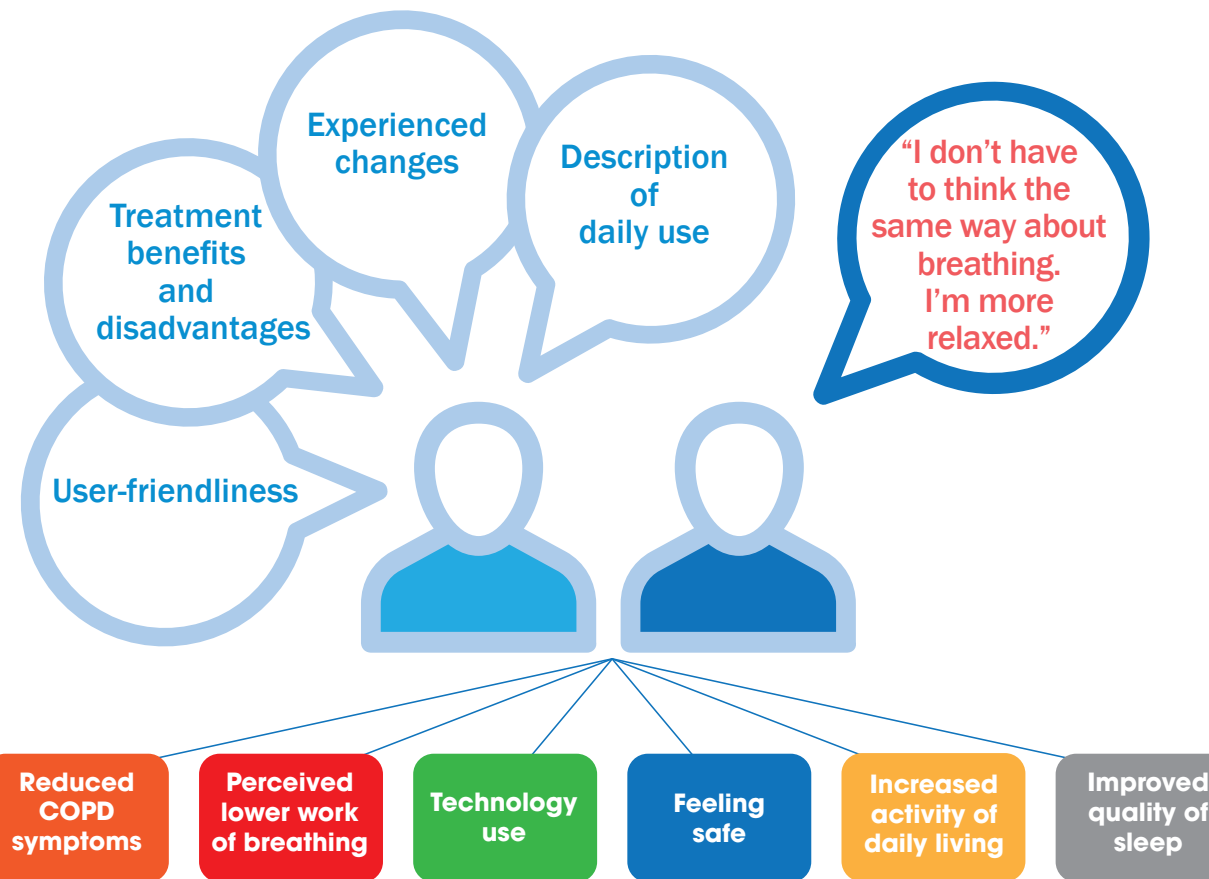 Experienced
changes
Description
of
daily use
Treatment
benefits
and
disadvantages
User-friendliness
“I don’t have
to think the
same way about
breathing.
I’m more
relaxed.”
Reduced
COPD
symptoms
Perceived
lower work
of breathing
Technology
use
Feeling
safe
Increased
activity of
daily living
Improved
quality of
sleep